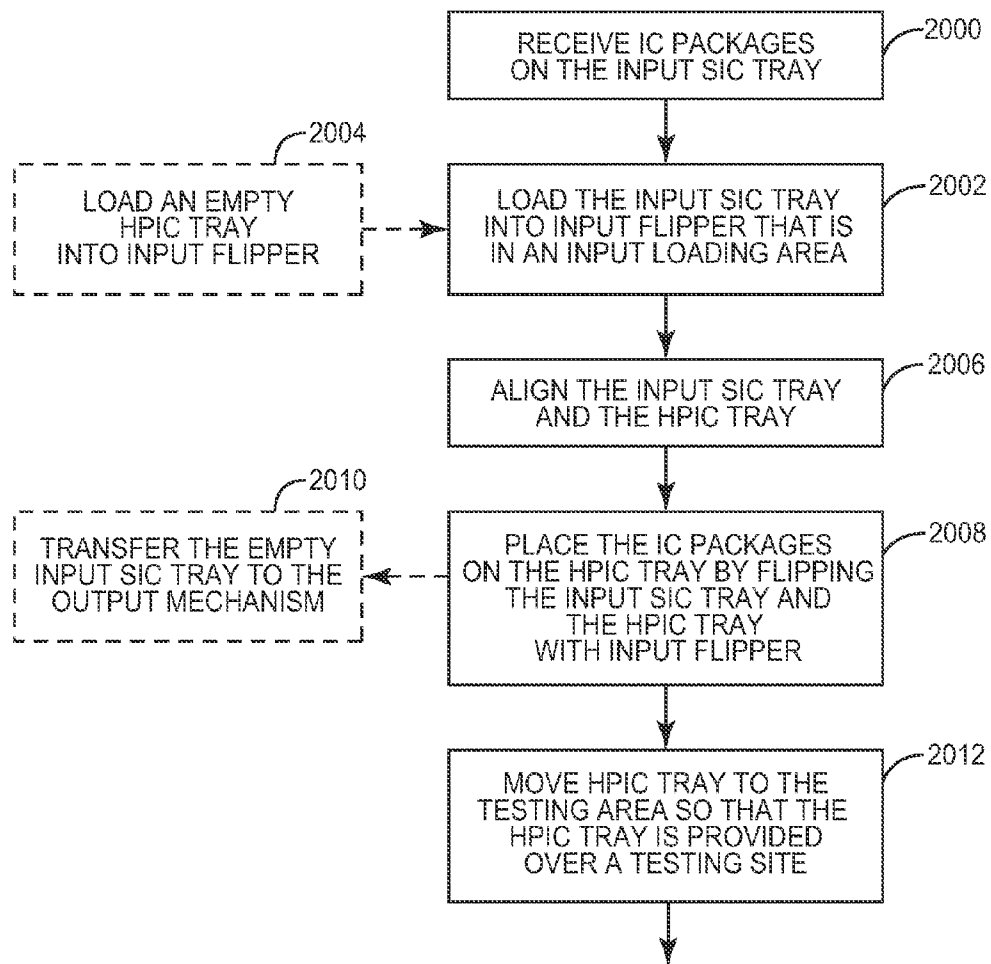 RECEIVE IC PACKAGES
ON THE INPUT SIC TRAY
2000
2004
LOAD AN EMPTY
HPIC TRAY
INTO INPUT FLIPPER
LOAD THE INPUT SIC TRAY
INTO INPUT FLIPPER THAT IS
IN AN INPUT LOADING AREA
2002
ALIGN THE INPUT SIC TRAY
AND THE HPIC TRAY
2006
2010
TRANSFER THE EMPTY
INPUT SIC TRAY TO THE
OUTPUT MECHANISM
PLACE THE IC PACKAGES
ON THE HPIC TRAY BY FLIPPING
THE INPUT SIC TRAY AND
THE HPIC TRAY
WITH INPUT FLIPPER
2008
MOVE HPIC TRAY TO THE
TESTING AREA SO THAT THE
HPIC TRAY IS PROVIDED
OVER A TESTING SITE
2012